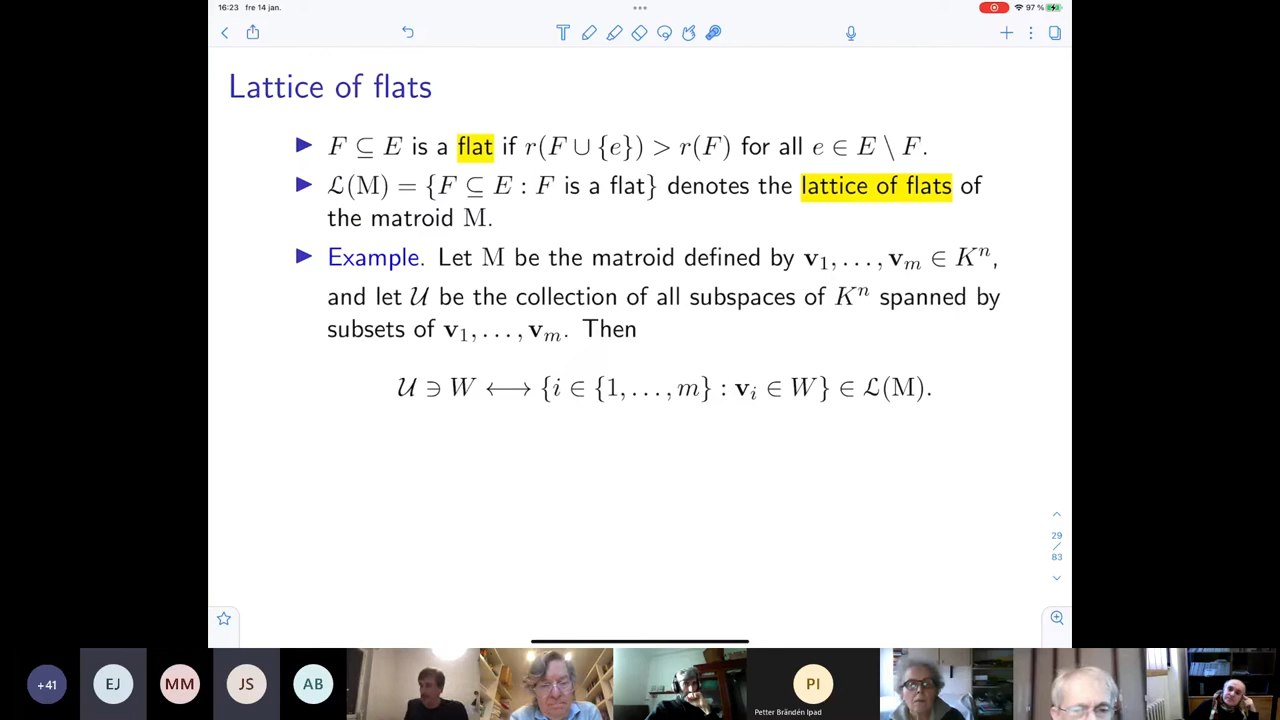 16:23 fre 14 jan.
97 %
Lattice of flats
F ⊆ E is a flat if r(F ∪ {e}) > r(F) for all e ∈ E \ F.
ℒ(M) = {F ⊆ E : F is a flat} denotes the lattice of flats of
the matroid M.
Example. Let M be the matroid defined by v₁, . . . , vₘ ∈ Kⁿ,
and let 𝒰 be the collection of all subspaces of Kⁿ spanned by
subsets of v₁, . . . , vₘ. Then
𝒰 ∋ W ⟷ {i ∈ {1, . . . , m} : vᵢ ∈ W} ∈ ℒ(M).
29
/
83
+41
EJ
MM
JS
AB
PI
Petter Brändén Ipad